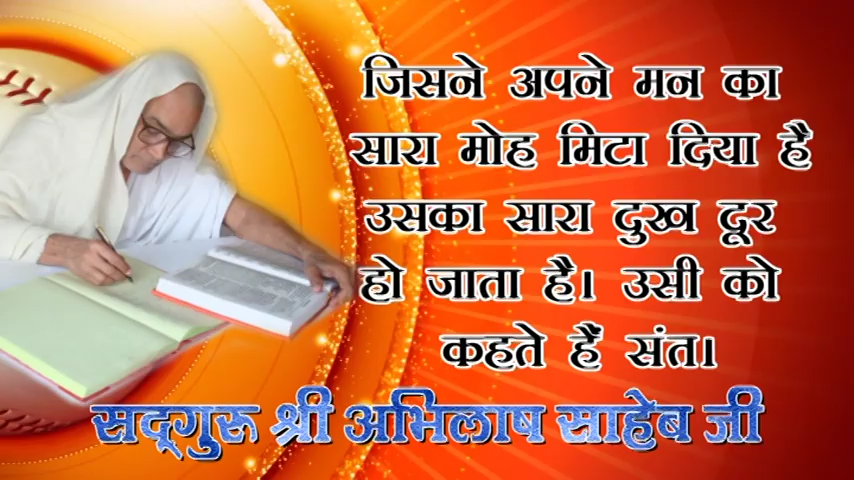 जिसने अपने मन का
सारा मोह मिटा दिया है
उसका सारा दुख दूर
हो जाता है। उसी को
कहते हैं संत।
सद्गुरु श्री अभिलाष साहेब जी